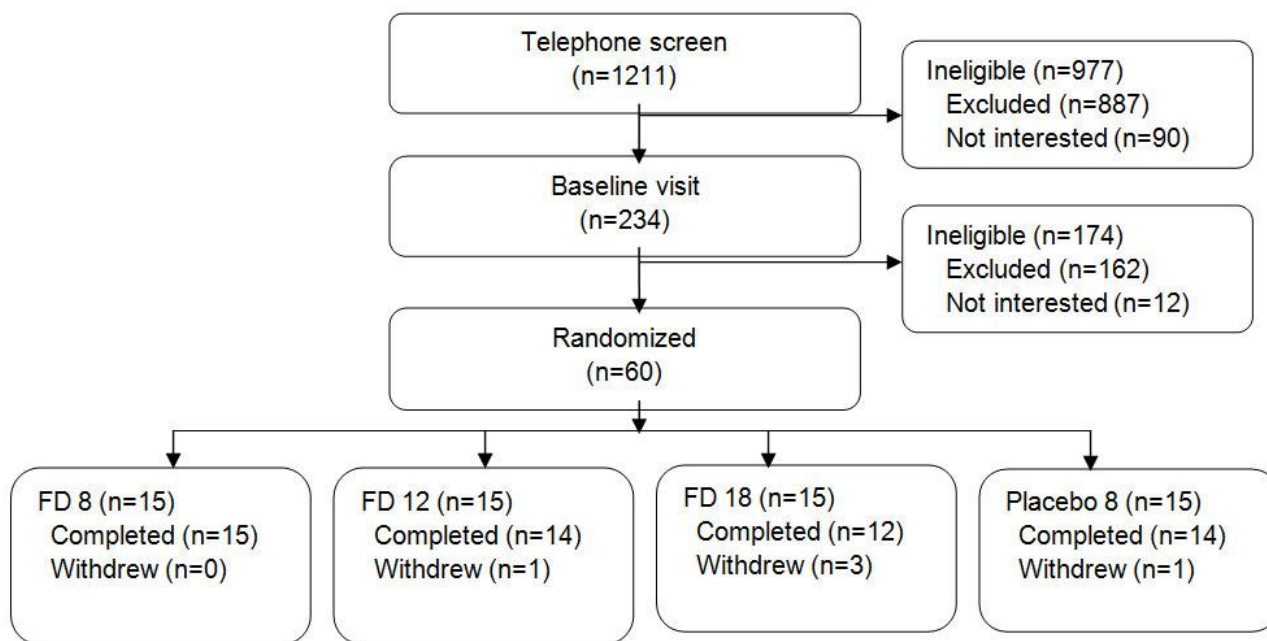 Telephone screen
(n=1211)
Ineligible (n=977)
Excluded (n=887)
Not interested (n=90)
Baseline visit
(n=234)
Ineligible (n=174)
Excluded (n=162)
Not interested (n=12)
Randomized
(n=60)
FD 8 (n=15)
Completed (n=15)
Withdrew (n=0)
FD 12 (n=15)
Completed (n=14)
Withdrew (n=1)
FD 18 (n=15)
Completed (n=12)
Withdrew (n=3)
Placebo 8 (n=15)
Completed (n=14)
Withdrew (n=1)